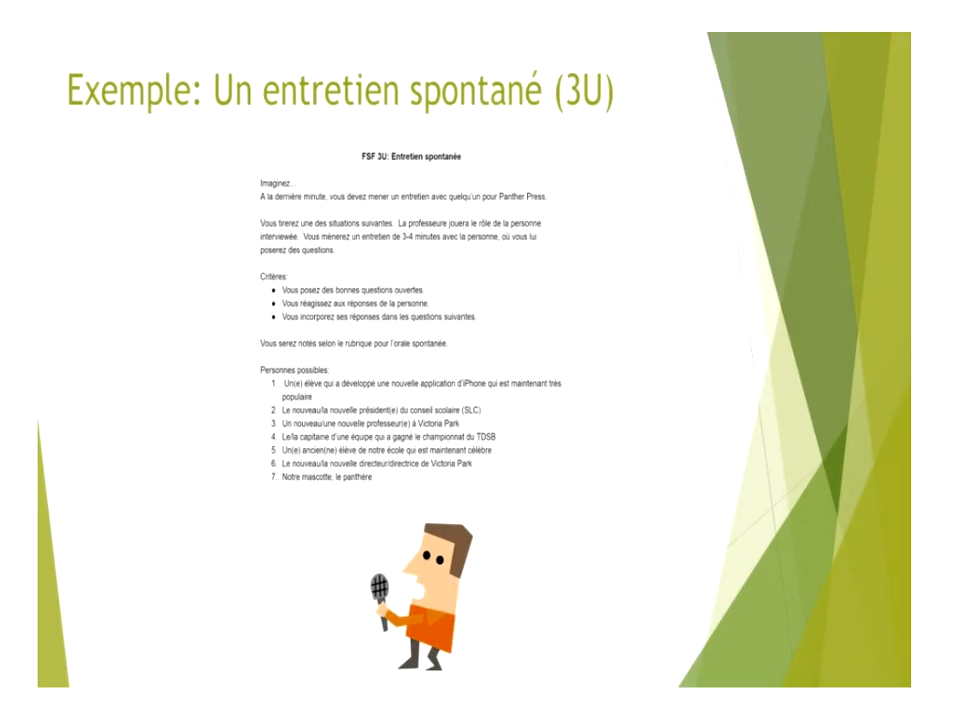 Exemple: Un entretien spontané (3U)
FSF 3U: Entretien spontanée
Imaginez...
A la dernière minute, vous devez mener un entretien avec quelqu'un pour Panther Press.
Vous tirerez une des situations suivantes. La professeure jouera le rôle de la personne
interviewée. Vous mènerez un entretien de 3-4 minutes avec la personne, où vous lui
poserez des questions.
Critères:
● Vous posez des bonnes questions ouvertes.
● Vous réagissez aux réponses de la personne.
● Vous incorporez ses réponses dans les questions suivantes.
Vous serez notes selon le rubrique pour l'orale spontanée.
Personnes possibles:
1. Un(e) élève qui a développé une nouvelle application d'iPhone qui est maintenant très
populaire
2. Le nouveau/la nouvelle président(e) du conseil scolaire (SLC)
3. Un nouveau/une nouvelle professeur(e) à Victoria Park
4. Le/la capitaine d'une équipe qui a gagné le championnat du TDSB
5. Un(e) ancien(ne) élève de notre école qui est maintenant célèbre
6. Le nouveau/la nouvelle directeur/directrice de Victoria Park
7. Notre mascotte, le panthère